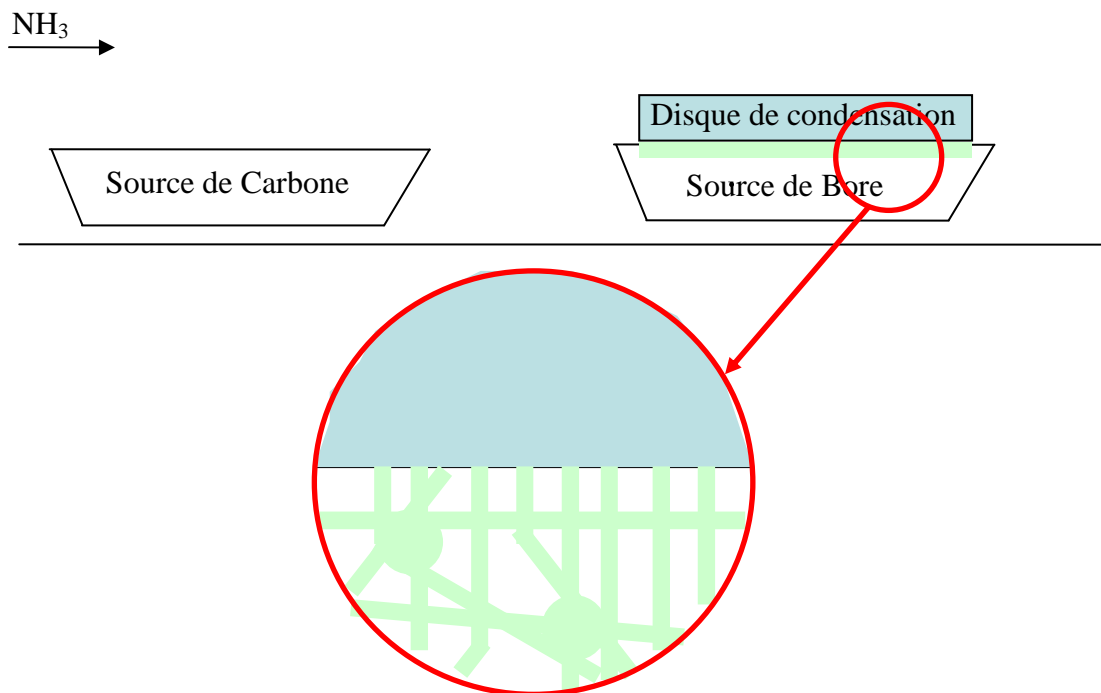 NH₃
Disque de condensation
Source de Carbone
Source de Bore